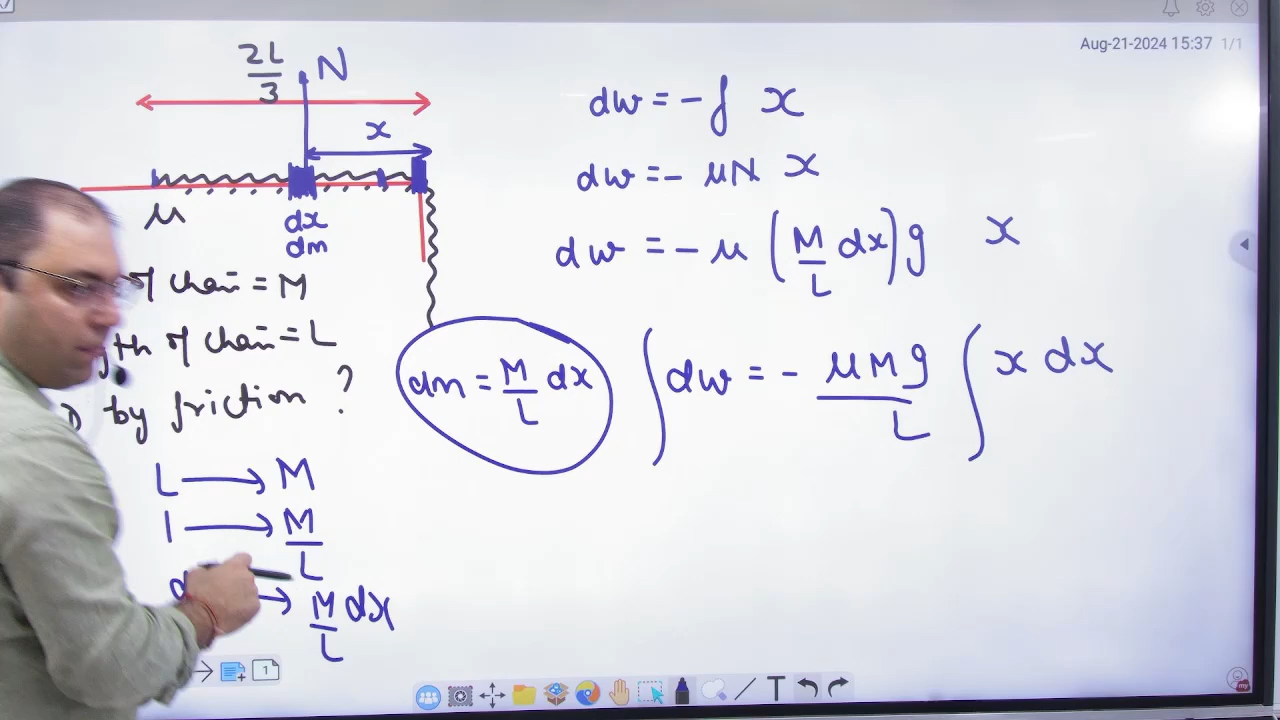 Aug-21-2024 15:37 1/1
2L/3
N
x
μ
dx
dm
of chain = M
of chain = L
by friction ?
L → M
1 → M/L
→ M/L dx
dm = M/L dx
dw = - f x
dw = - μN x
dw = - μ (M/L dx) g x
∫ dw = - μMg/L ∫ x dx
1
T